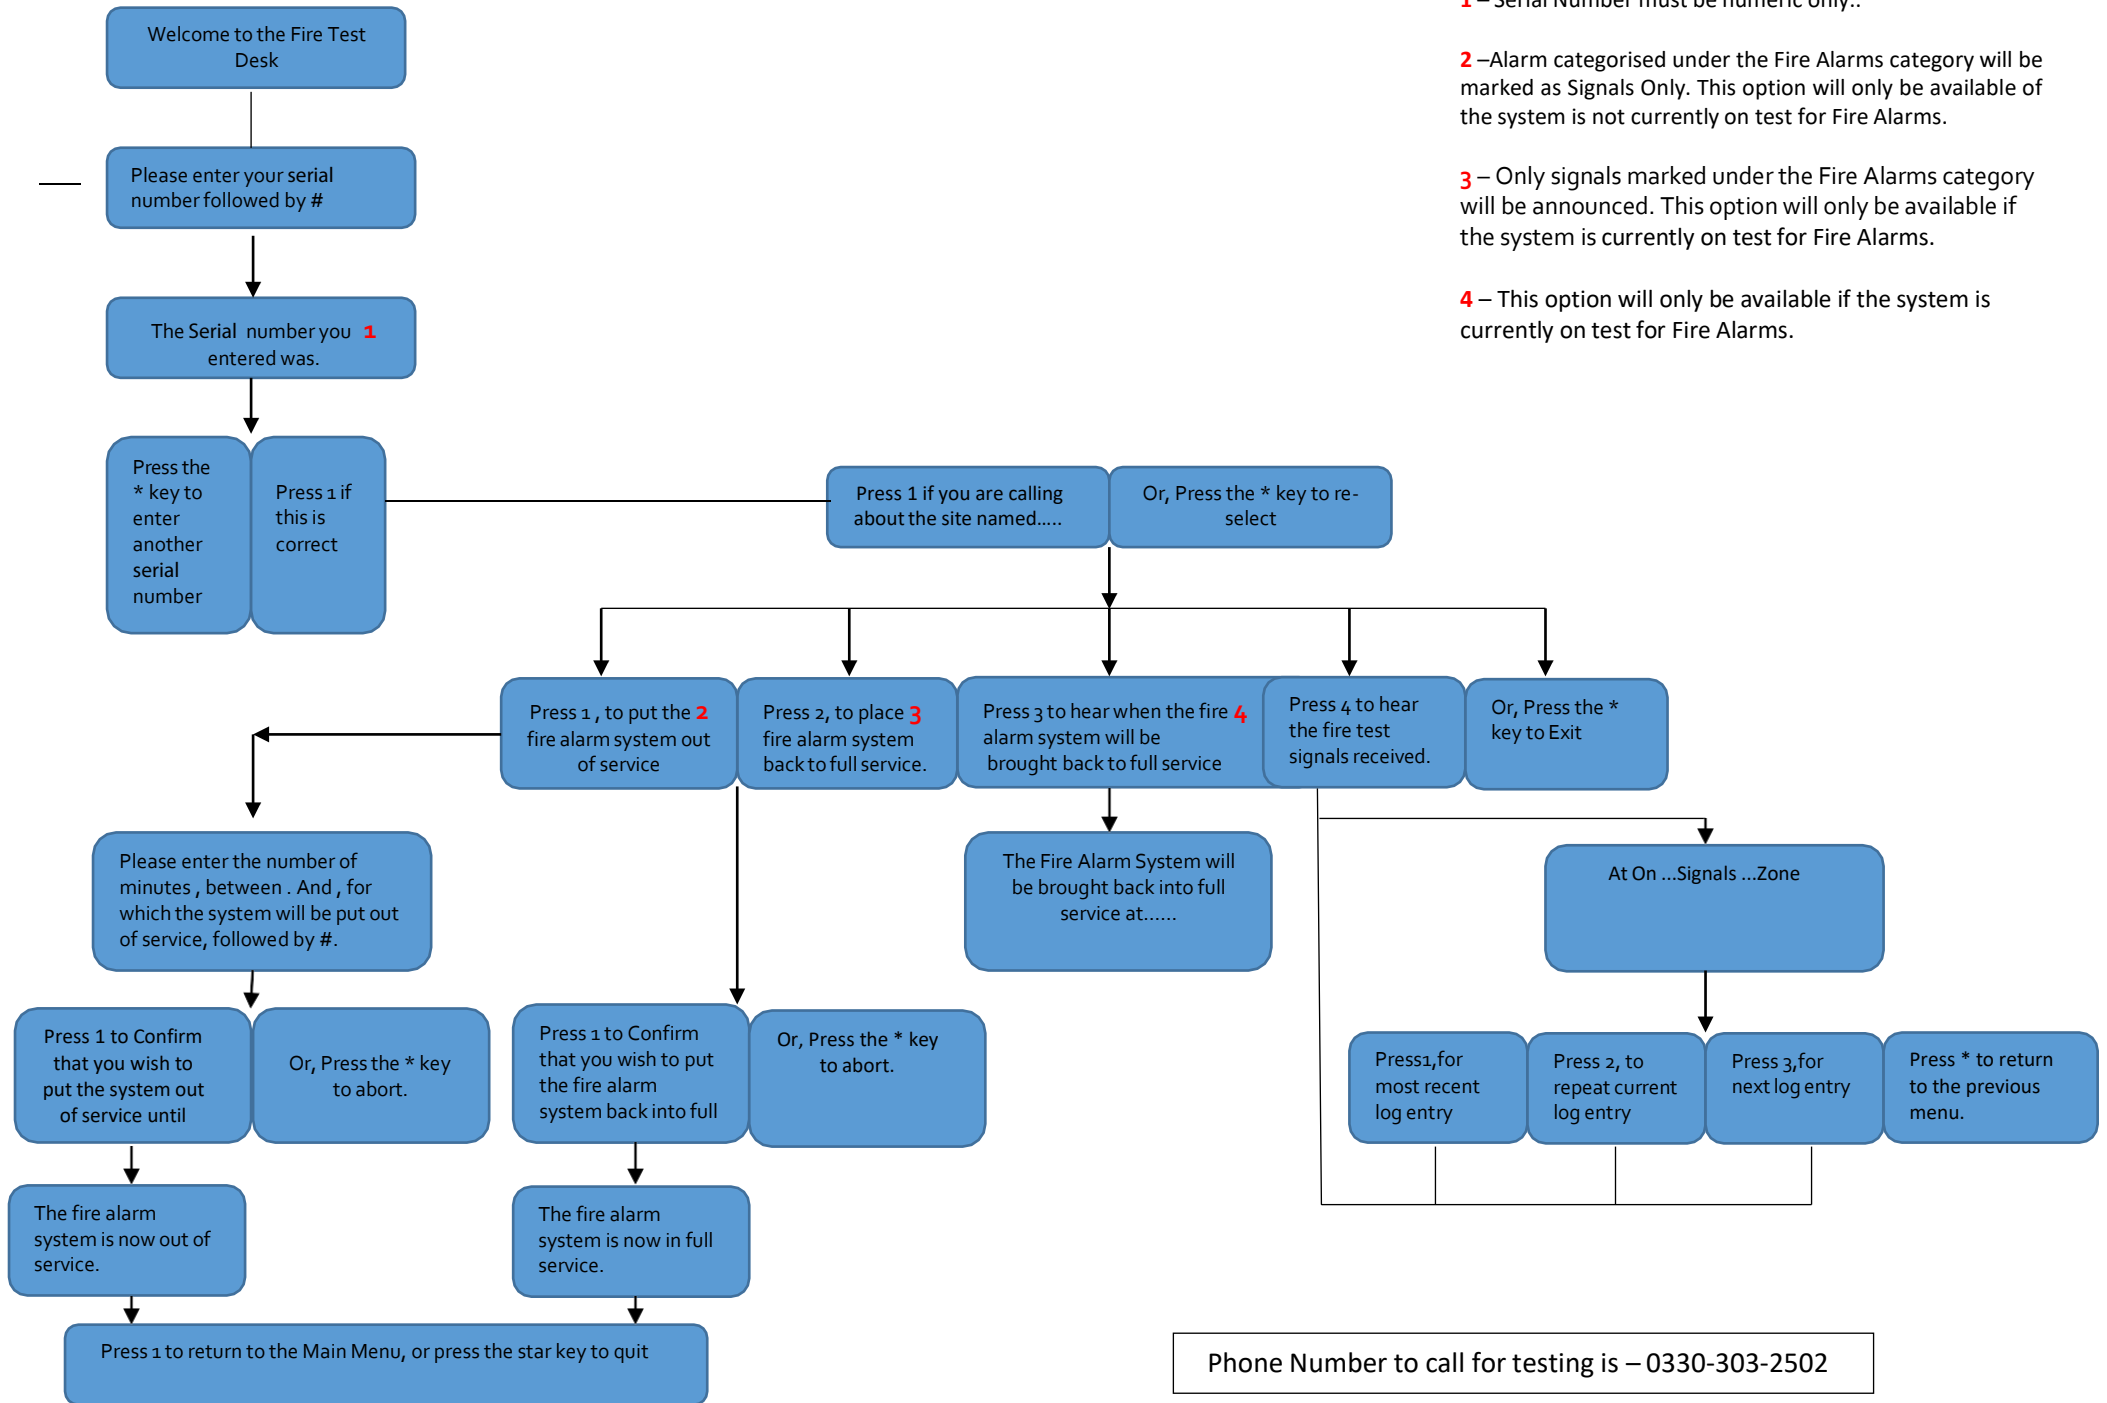 1 – Serial Number must be numeric only..
2 –Alarm categorised under the Fire Alarms category will be
marked as Signals Only. This option will only be available of
the system is not currently on test for Fire Alarms.
3 – Only signals marked under the Fire Alarms category
will be announced. This option will only be available if
the system is currently on test for Fire Alarms.
4 – This option will only be available if the system is
currently on test for Fire Alarms.
Welcome to the Fire Test
Desk
Please enter your serial
number followed by #
The Serial number you 1
entered was.
Press the
* key to
enter
another
serial
number
Press 1 if
this is
correct
Press 1 if you are calling
about the site named.....
Or, Press the * key to re-
select
Press 1 , to put the 2
fire alarm system out
of service
Press 2, to place 3
fire alarm system
back to full service.
Press 3 to hear when the fire 4
alarm system will be
brought back to full service
Press 4 to hear
the fire test
signals received.
Or, Press the *
key to Exit
Please enter the number of
minutes , between . And , for
which the system will be put out
of service, followed by #.
The Fire Alarm System will
be brought back into full
service at......
At On ...Signals ...Zone
Press 1 to Confirm
that you wish to
put the system out
of service until
Or, Press the * key
to abort.
Press 1 to Confirm
that you wish to put
the fire alarm
system back into full
Or, Press the * key
to abort.
Press1,for
most recent
log entry
Press 2, to
repeat current
log entry
Press 3,for
next log entry
Press * to return
to the previous
menu.
The fire alarm
system is now out of
service.
The fire alarm
system is now in full
service.
Press 1 to return to the Main Menu, or press the star key to quit
Phone Number to call for testing is – 0330-303-2502